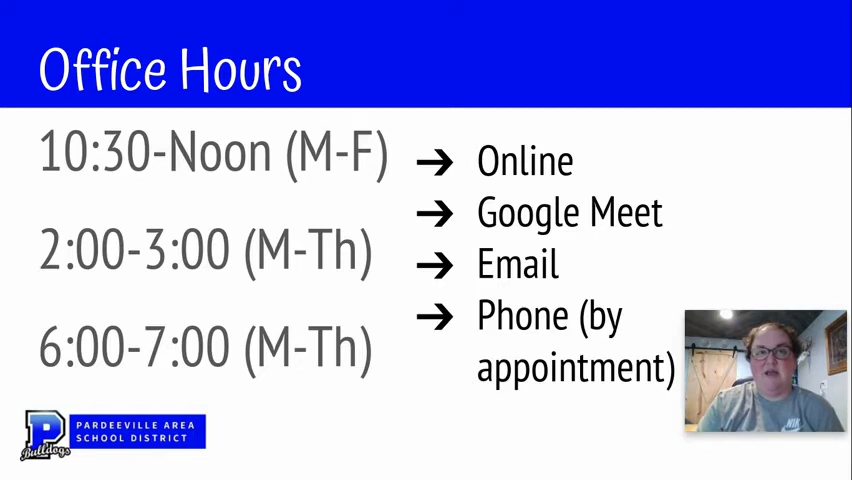 Office Hours
10:30-Noon (M-F)
2:00-3:00 (M-Th)
6:00-7:00 (M-Th)
➔ Online
➔ Google Meet
➔ Email
➔ Phone (by
appointment)
P
Bulldogs
PARDEEVILLE AREA
SCHOOL DISTRICT
NIKE